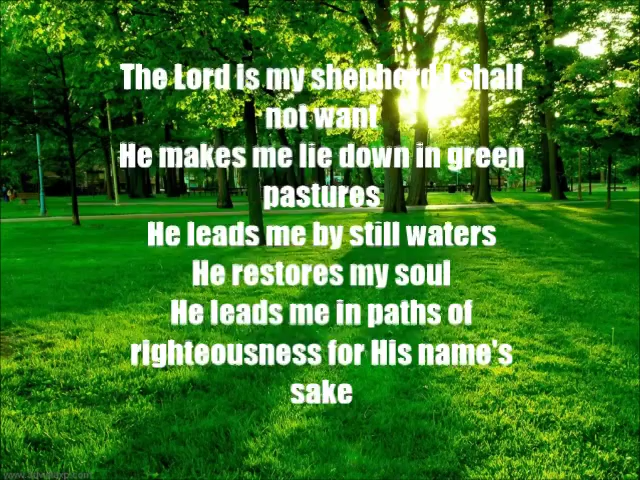 The Lord is my shepherd I shall
not want
He makes me lie down in green
pastures
He leads me by still waters
He restores my soul
He leads me in paths of
righteousness for His name's
sake